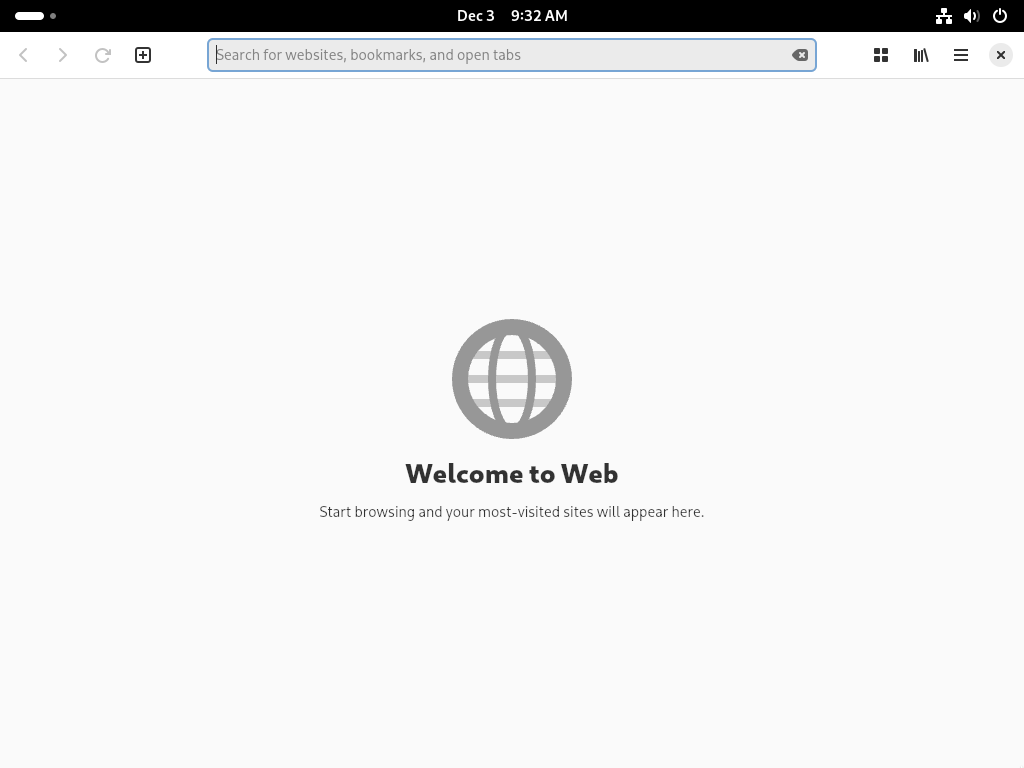 Dec 3 9:32 AM
Search for websites, bookmarks, and open tabs
Welcome to Web
Start browsing and your most-visited sites will appear here.